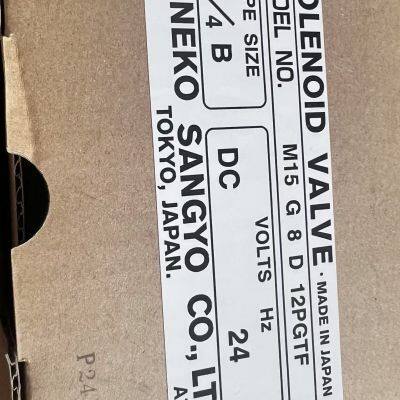 OLENOID VALVE · MADE IN JAPAN
DEL NO. M15 G 8 D 12PGTF
PE SIZE VOLTS Hz
/4 B DC 24
NEKO SANGYO CO., LT
TOKYO, JAPAN.
P24